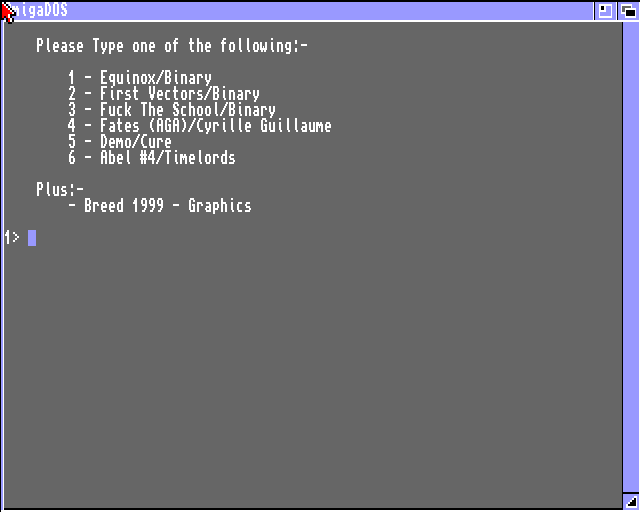 AmigaDOS
Please Type one of the following:-
1 - Equinox/Binary
2 - First Vectors/Binary
3 - Fuck The School/Binary
4 - Fates (AGA)/Cyrille Guillaume
5 - Demo/Cure
6 - Abel #4/Timelords
Plus:-
- Breed 1999 - Graphics
1>